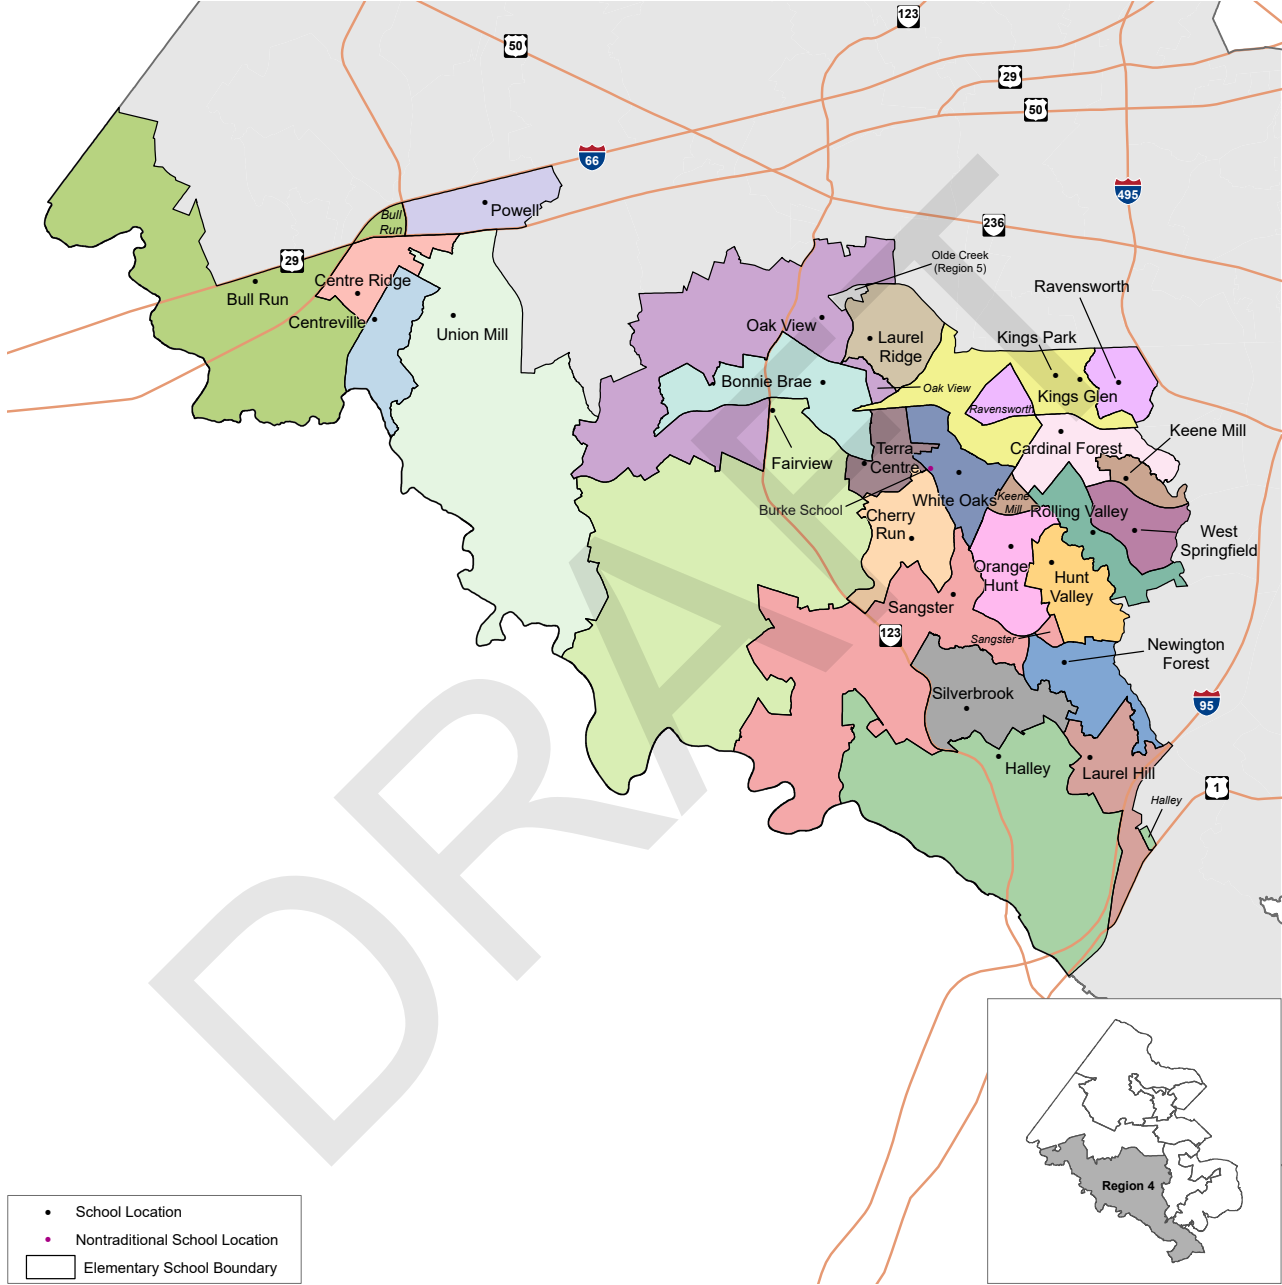 123
50
29
50
66
495
Powell
Bull
Run
236
Olde Creek
(Region 5)
29
Centre Ridge
Bull Run
Ravensworth
Centreville
Union Mill
Oak View
Laurel
Ridge
Kings Park
Bonnie Brae
Oak View
Kings Glen
Ravensworth
Keene Mill
Cardinal Forest
Terra
Centre
Fairview
White Oaks
Keene
Mill
Burke School
Cherry
Run
Rolling Valley
West
Springfield
Orange
Hunt
Hunt
Valley
Sangster
123
Sangster
Newington
Forest
Silverbrook
95
Halley
Laurel Hill
1
Halley
DRAFT
Region 4
School Location
Nontraditional School Location
Elementary School Boundary